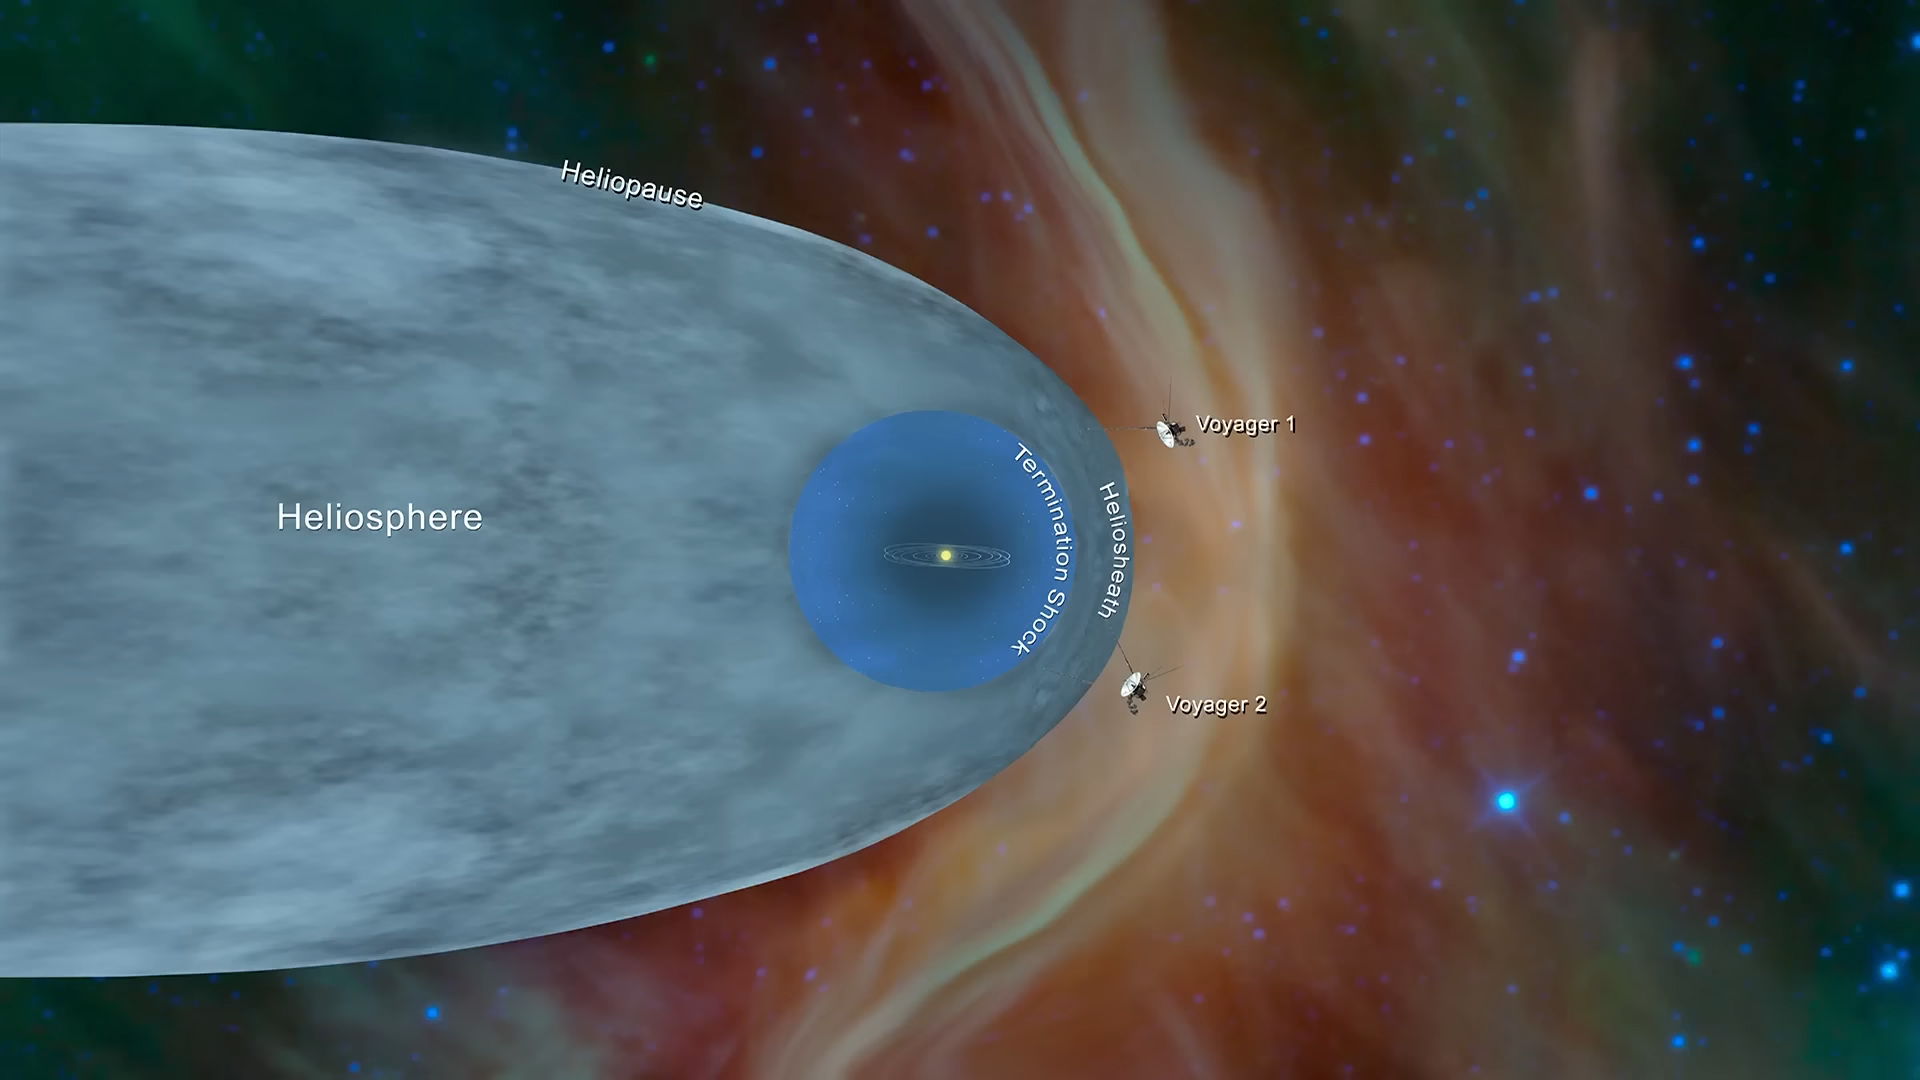 Heliopause
Voyager 1
Termination Shock
Heliosheath
Heliosphere
Voyager 2